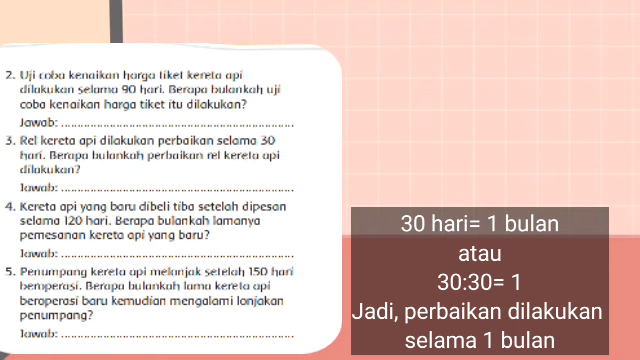 2. Uji coba kenaikan harga tiket kereta api
dilakukan selama 90 hari. Berapa bulankah uji
coba kenaikan harga tiket itu dilakukan?
Jawab: ........................................................
3. Rel kereta api dilakukan perbaikan selama 30
hari. Berapa bulankah perbaikan rel kereta api
dilakukan?
Jawab: ........................................................
4. Kereta api yang baru dibeli tiba setelah dipesan
selama 120 hari. Berapa bulankah lamanya
pemesanan kereta api yang baru?
Jawab: ........................................................
5. Penumpang kereta api melonjak setelah 150 hari
beroperasi. Berapa bulankah lama kereta api
beroperasi baru kemudian mengalami lonjakan
penumpang?
Jawab: ........................................................
30 hari= 1 bulan
atau
30:30= 1
Jadi, perbaikan dilakukan
selama 1 bulan